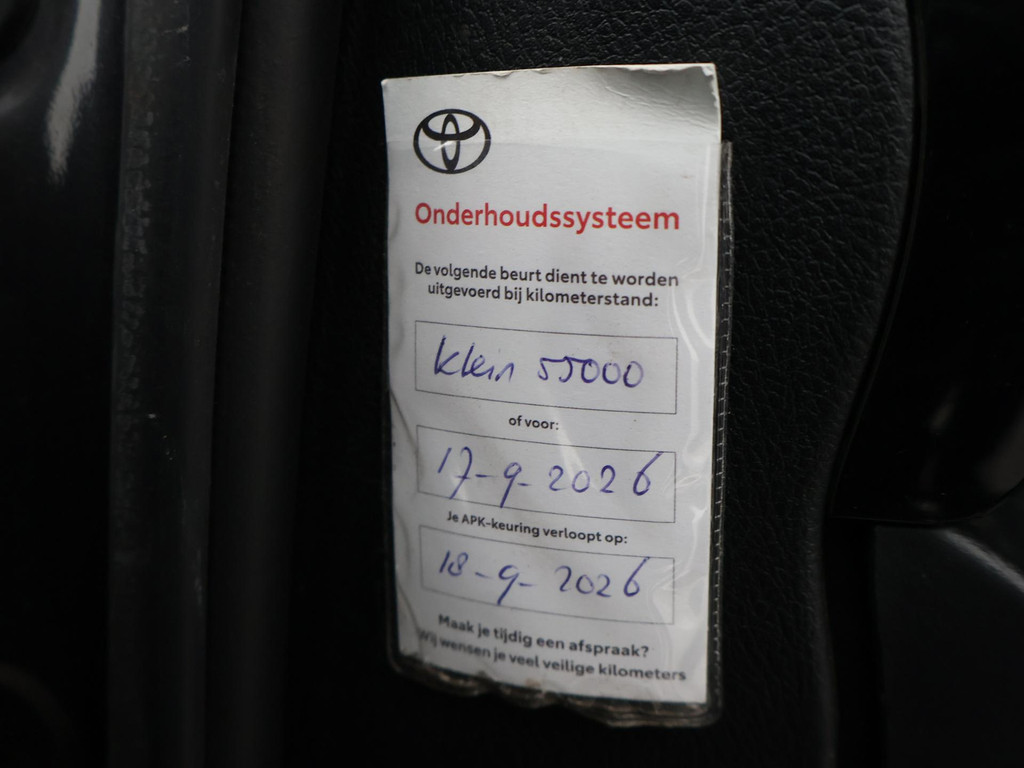 Onderhoudssysteem
De volgende beurt dient te worden
uitgevoerd bij kilometerstand:
Klein 55000
of voor:
17-9-2026
Je APK-keuring verloopt op:
18-9-2026
Maak je tijdig een afspraak?
Wij wensen je veel veilige kilometers